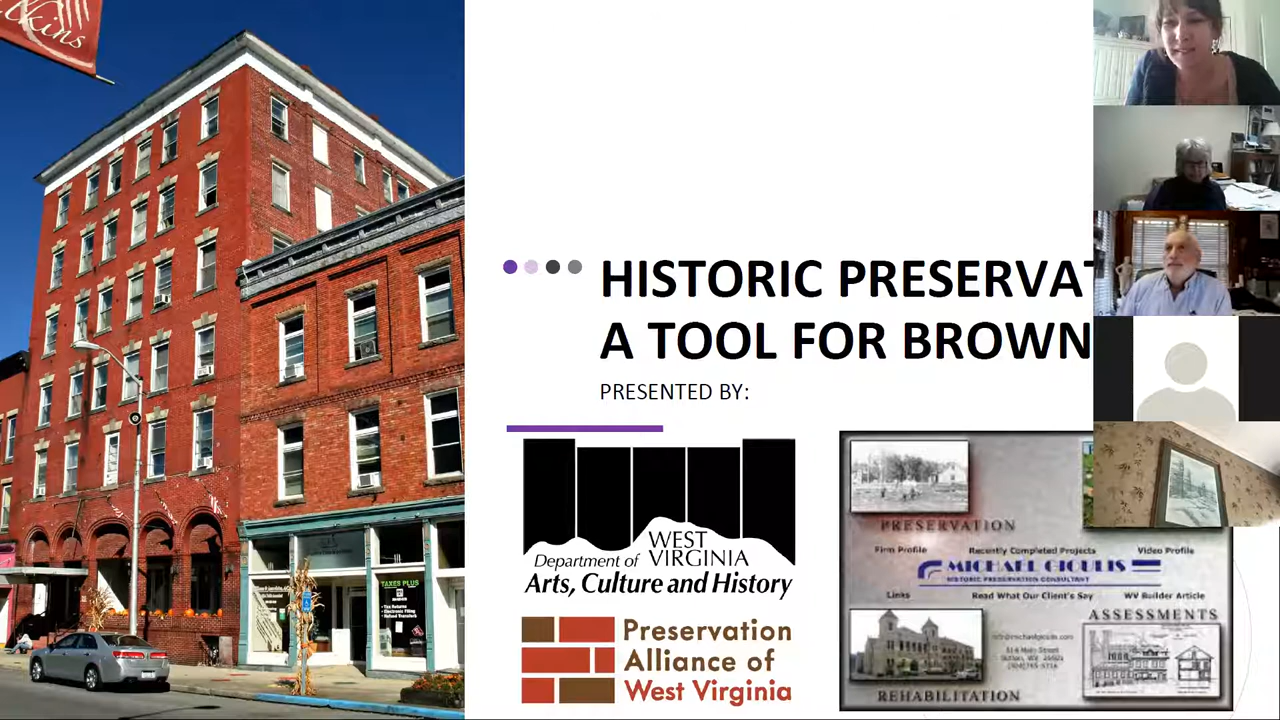 Elkins
HISTORIC PRESERVAT
A TOOL FOR BROWN
PRESENTED BY:
Department of WEST VIRGINIA
Arts, Culture and History
Preservation
Alliance of
West Virginia
PRESERVATION
Firm Profile Recently Completed Projects Video Profile
MICHAEL GIOULIS
HISTORIC PRESERVATION CONSULTANT
Links Read What Our Client's Say WV Builder Article
ASSESSMENTS
REHABILITATION
TAXES PLUS